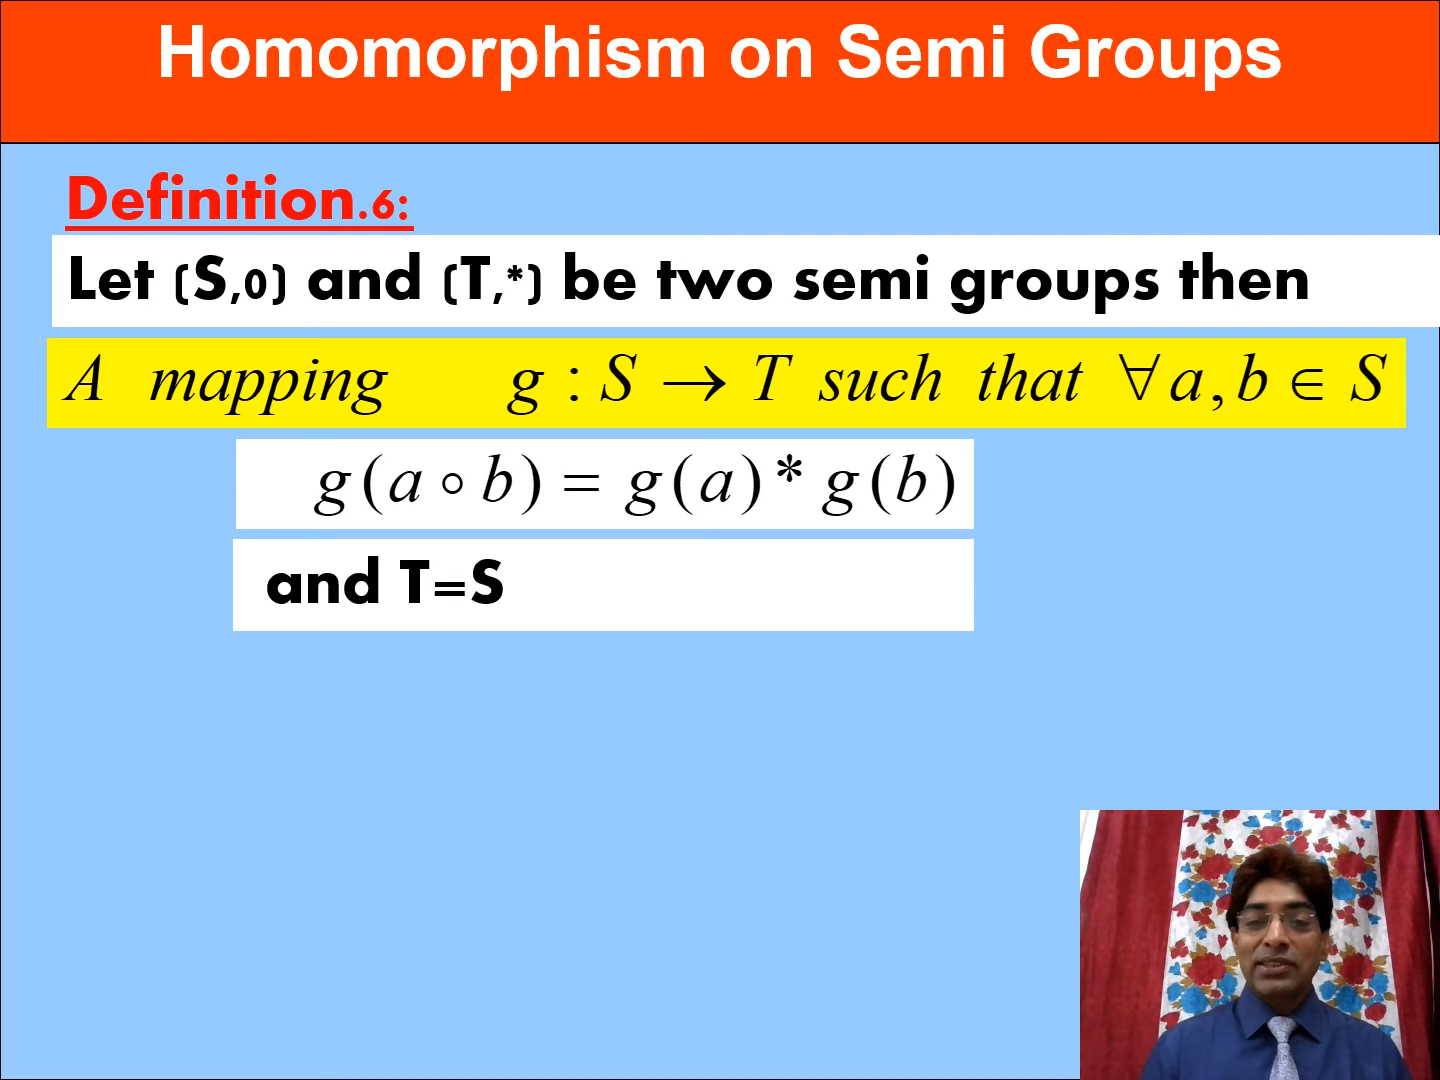 Homomorphism on Semi Groups
Definition.6:
Let (S,0) and (T,*) be two semi groups then
A mapping g : S → T such that ∀ a , b ∈ S
g ( a ∘ b ) = g ( a ) * g ( b )
and T=S